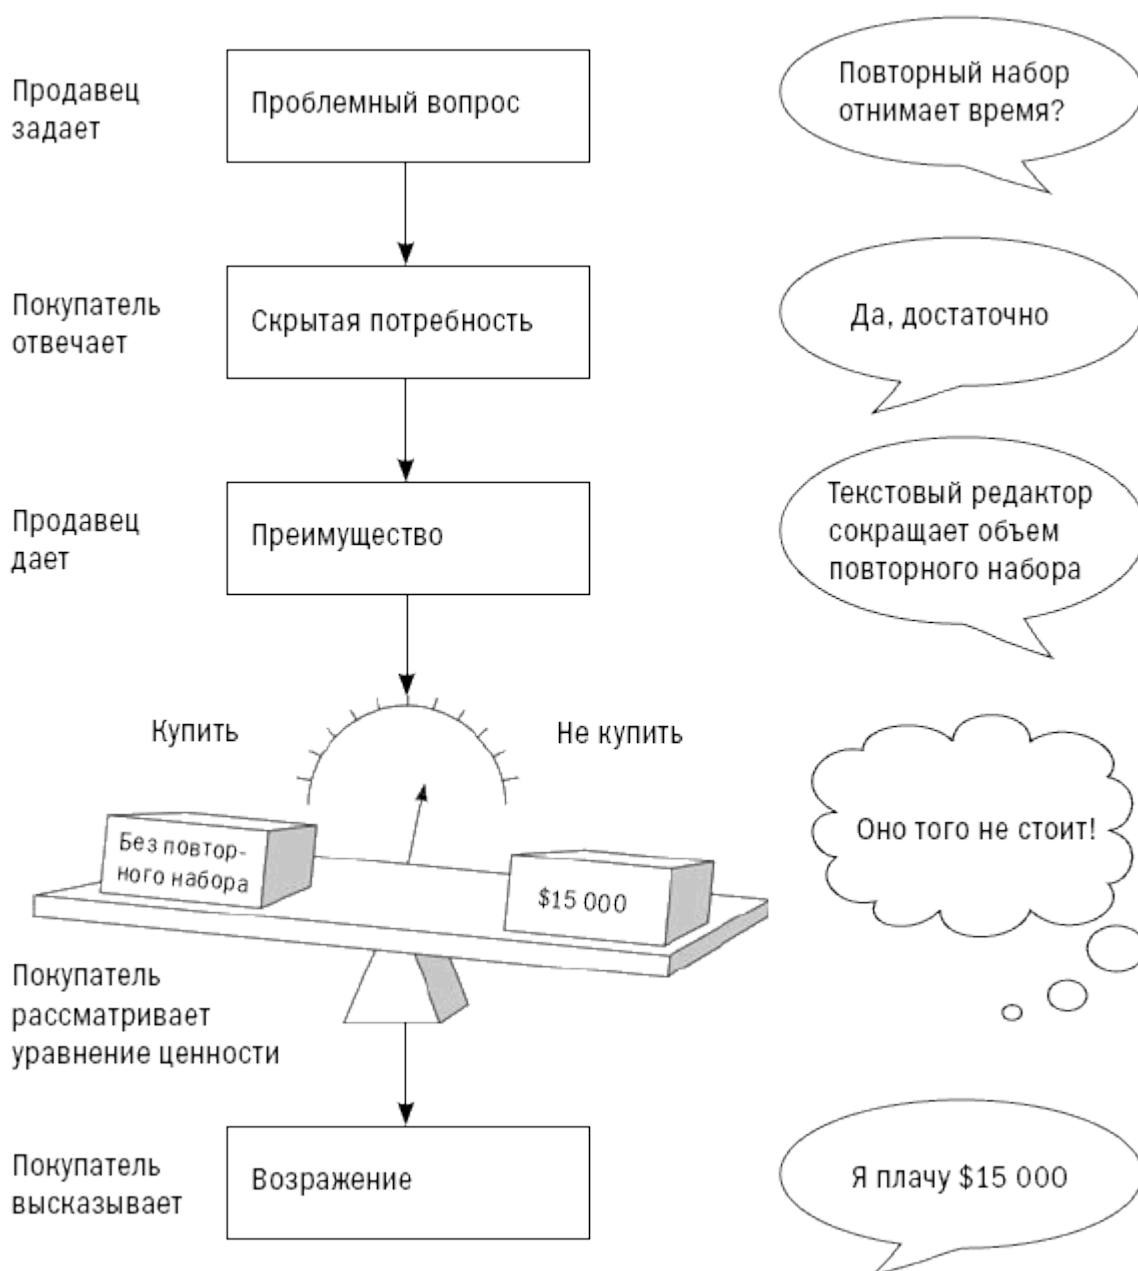 Продавец
задает
Проблемный вопрос
Повторный набор
отнимает время?
Покупатель
отвечает
Скрытая потребность
Да, достаточно
Продавец
дает
Преимущество
Текстовый редактор
сокращает объем
повторного набора
Купить
Не купить
Без повтор-
ного набора
$15 000
Оно того не стоит!
Покупатель
рассматривает
уравнение ценности
Покупатель
высказывает
Возражение
Я плачу $15 000